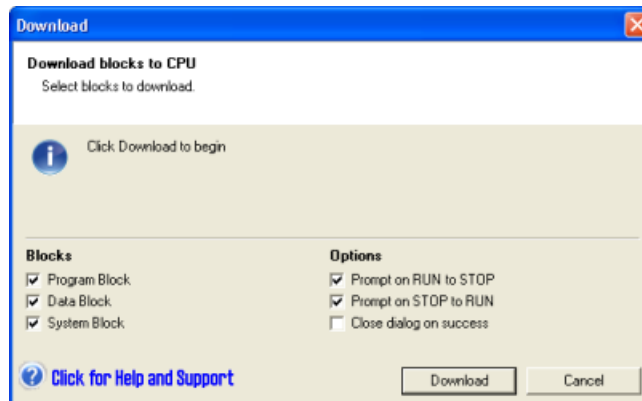 Download
Download blocks to CPU
Select blocks to download.
Click Download to begin
Blocks
Program Block
Data Block
System Block
Options
Prompt on RUN to STOP
Prompt on STOP to RUN
Close dialog on success
Click for Help and Support
Download
Cancel